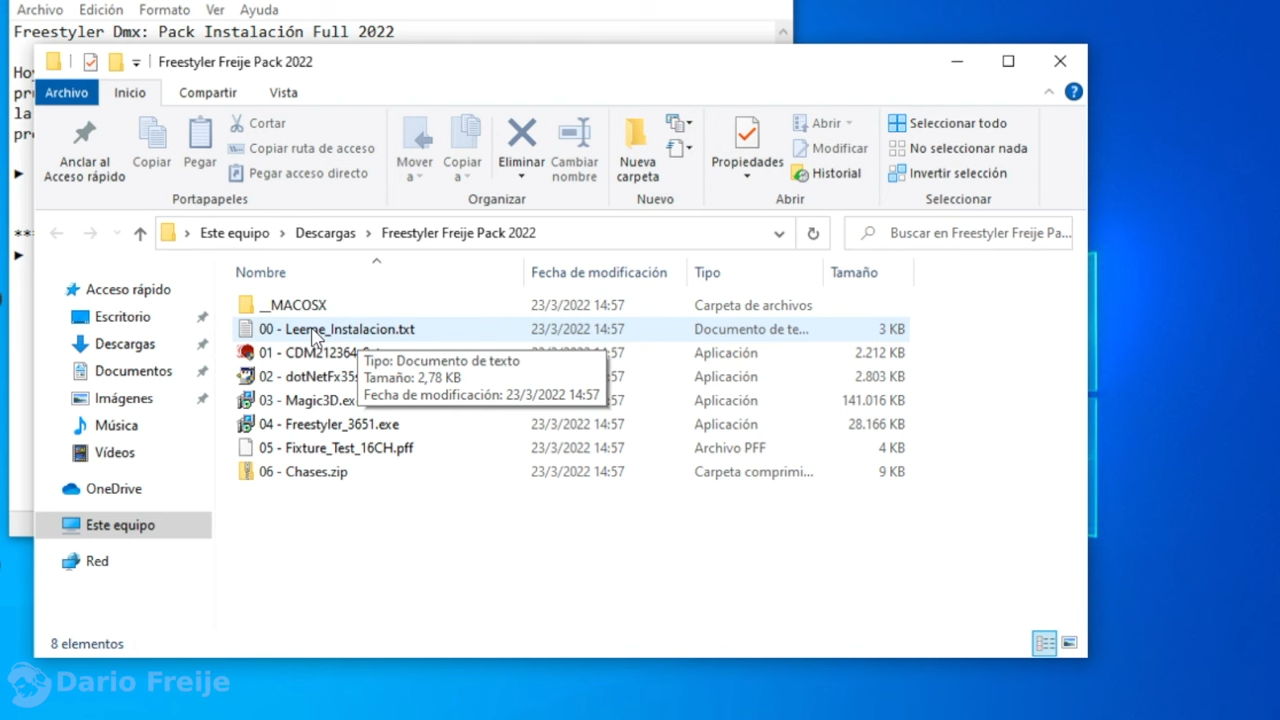 Archivo Edición Formato Ver Ayuda
Freestyler Dmx: Pack Instalación Full 2022
Freestyler Freije Pack 2022
Archivo Inicio Compartir Vista
Anclar al Acceso rápido
Copiar
Pegar
Cortar
Copiar ruta de acceso
Pegar acceso directo
Portapapeles
Mover a
Copiar a
Eliminar
Cambiar nombre
Organizar
Nueva carpeta
Nuevo
Propiedades
Abrir
Modificar
Historial
Abrir
Seleccionar todo
No seleccionar nada
Invertir selección
Seleccionar
Este equipo > Descargas > Freestyler Freije Pack 2022
Buscar en Freestyler Freije Pa...
Acceso rápido
Escritorio
Descargas
Documentos
Imágenes
Música
Vídeos
OneDrive
Este equipo
Red
Nombre Fecha de modificación Tipo Tamaño
__MACOSX 23/3/2022 14:57 Carpeta de archivos
00 - Leeme_Instalacion.txt 23/3/2022 14:57 Documento de te... 3 KB
01 - CDM212364 :57 Aplicación 2.212 KB
02 - dotNetFx35s :57 Aplicación 2.803 KB
03 - Magic3D.ex :57 Aplicación 141.016 KB
04 - Freestyler_3651.exe 23/3/2022 14:57 Aplicación 28.166 KB
05 - Fixture_Test_16CH.pff 23/3/2022 14:57 Archivo PFF 4 KB
06 - Chases.zip 23/3/2022 14:57 Carpeta comprimi... 9 KB
Tipo: Documento de texto
Tamaño: 2,78 KB
Fecha de modificación: 23/3/2022 14:57
8 elementos
Dario Freije